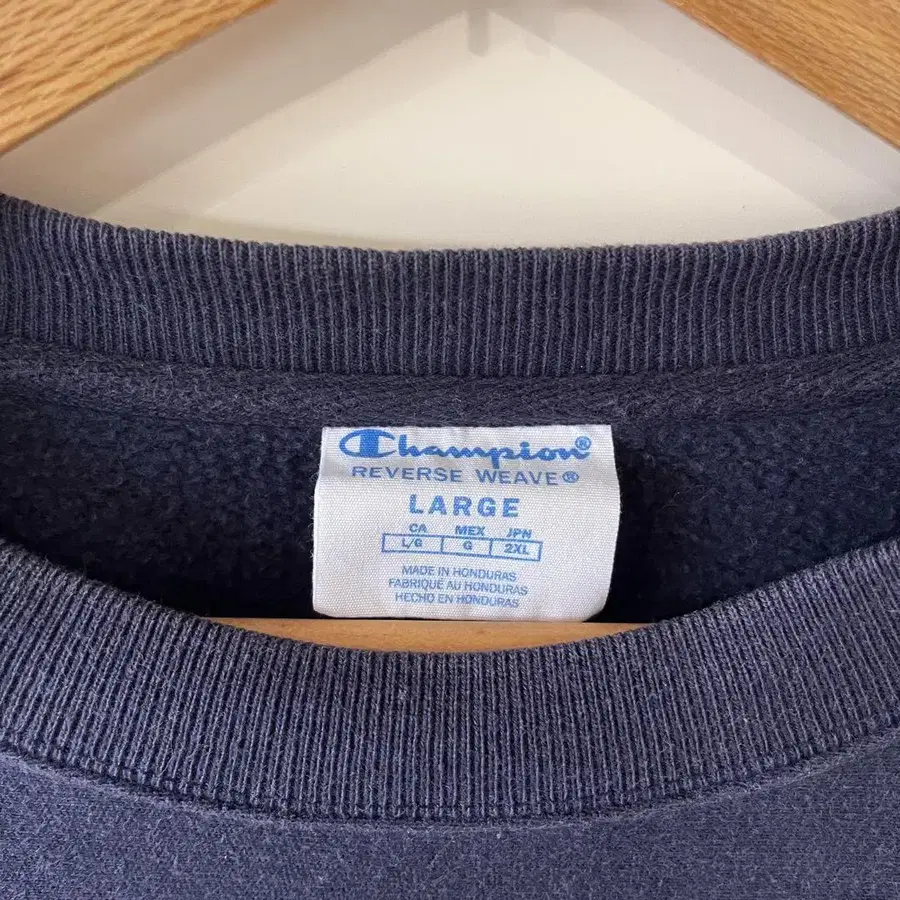 Champion®
REVERSE WEAVE®
LARGE
CA MEX JPN
L/G G 2XL
MADE IN HONDURAS
FABRIQUÉ AU HONDURAS
HECHO EN HONDURAS